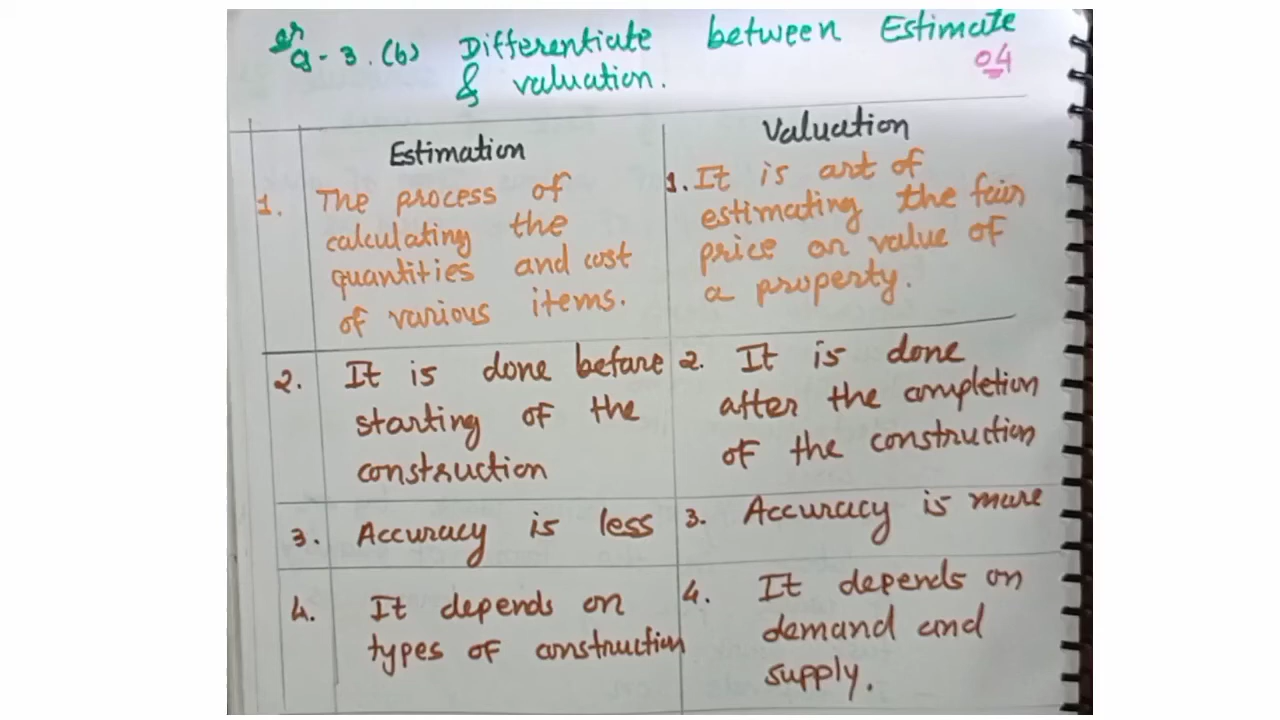 Q-3. (b) Differentiate between Estimate
& valuation.
04
Estimation
Valuation
1. The process of
calculating the
quantities and cost
of various items.
1. It is art of
estimating the fair
price or value of
a property.
2. It is done before
starting of the
construction
2. It is done
after the completion
of the construction
3. Accuracy is less
3. Accuracy is more
4. It depends on
types of construction
4. It depends on
demand and
supply.